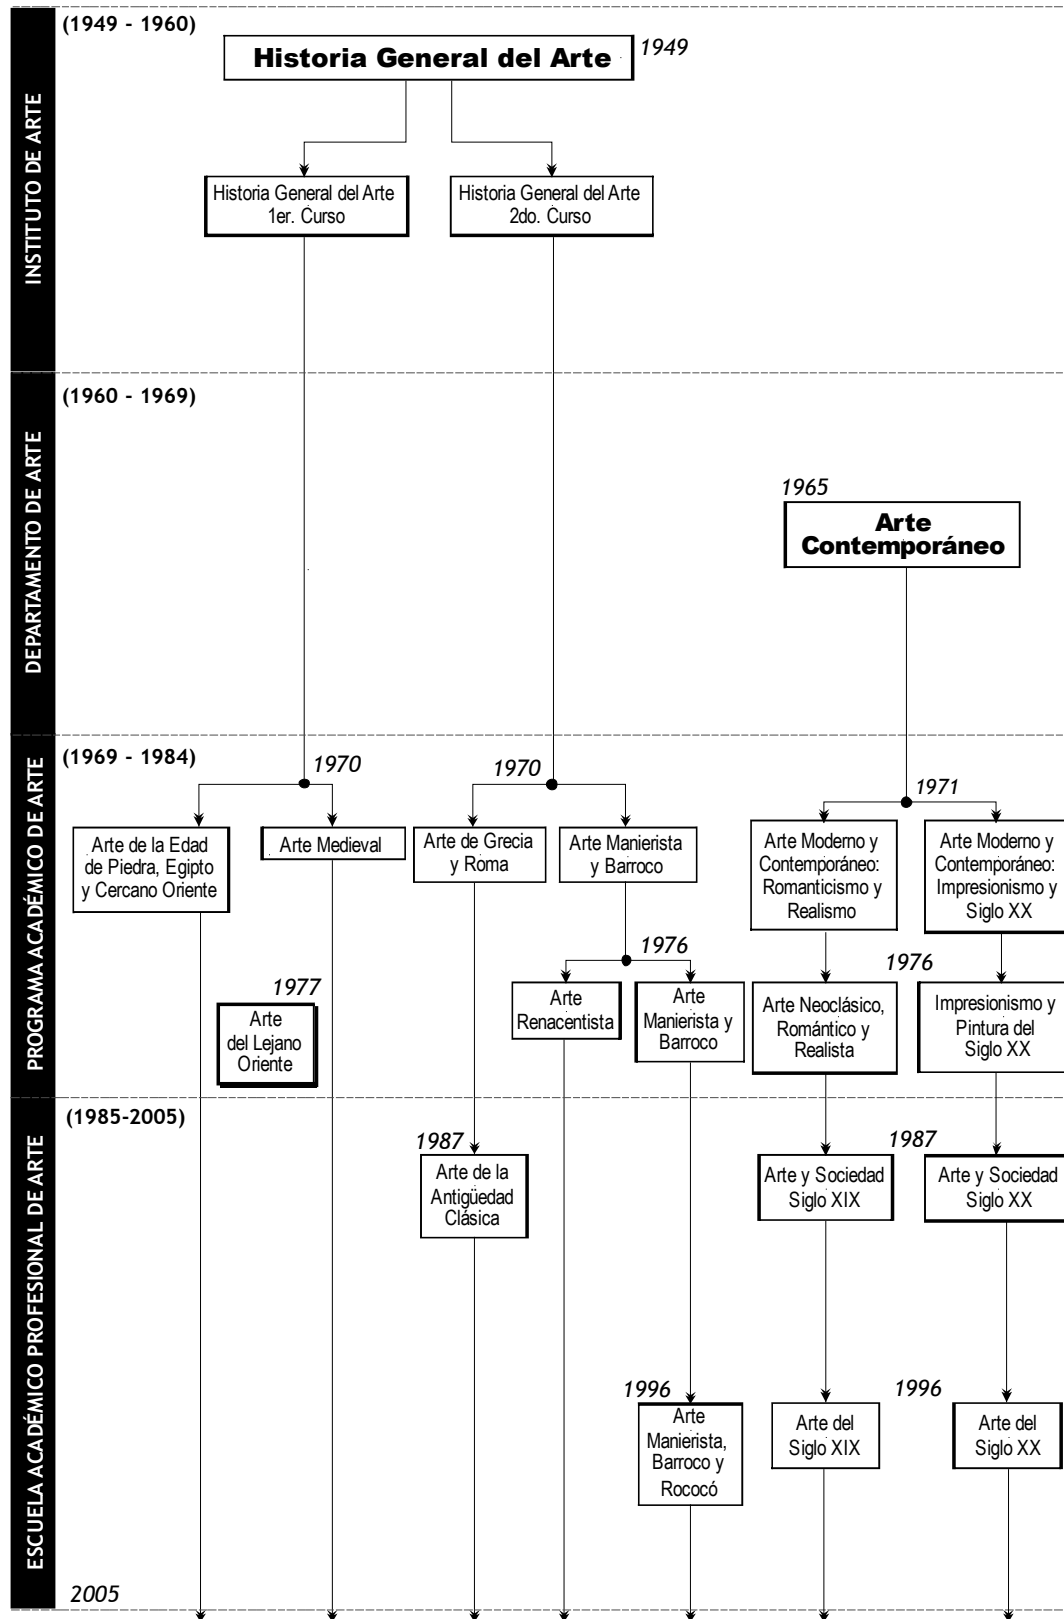 INSTITUTO DE ARTE
(1949 - 1960)
Historia General del Arte
1949
Historia General del Arte
1er. Curso
Historia General del Arte
2do. Curso
DEPARTAMENTO DE ARTE
(1960 - 1969)
1965
Arte
Contemporáneo
PROGRAMA ACADÉMICO DE ARTE
(1969 - 1984)
1970
1970
1971
Arte de la Edad
de Piedra, Egipto
y Cercano Oriente
Arte Medieval
Arte de Grecia
y Roma
Arte Manierista
y Barroco
Arte Moderno y
Contemporáneo:
Romanticismo y
Realismo
Arte Moderno y
Contemporáneo:
Impresionismo y
Siglo XX
1976
1976
1977
Arte
del Lejano
Oriente
Arte
Renacentista
Arte
Manierista y
Barroco
Arte Neoclásico,
Romántico y
Realista
Impresionismo y
Pintura del
Siglo XX
ESCUELA ACADÉMICO PROFESIONAL DE ARTE
(1985-2005)
1987
Arte de la
Antigüedad
Clásica
1987
Arte y Sociedad
Siglo XIX
Arte y Sociedad
Siglo XX
1996
Arte
Manierista,
Barroco y
Rococó
1996
Arte del
Siglo XIX
Arte del
Siglo XX
2005